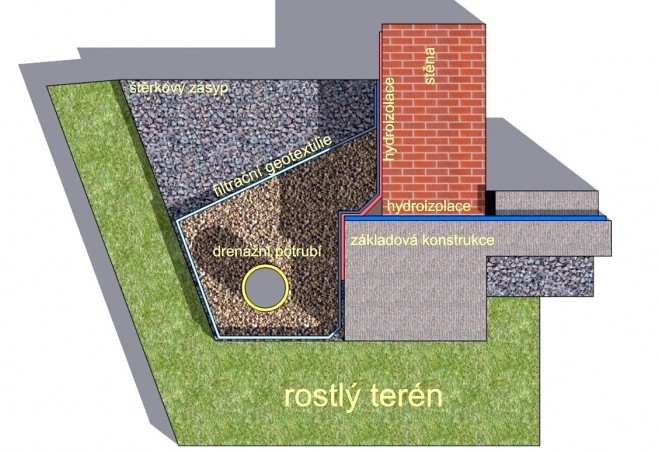 štěrkový zásyp
stěna
hydroizolace
filtrační geotextilie
hydroizolace
drenážní potrubí
základová konstrukce
rostlý terén